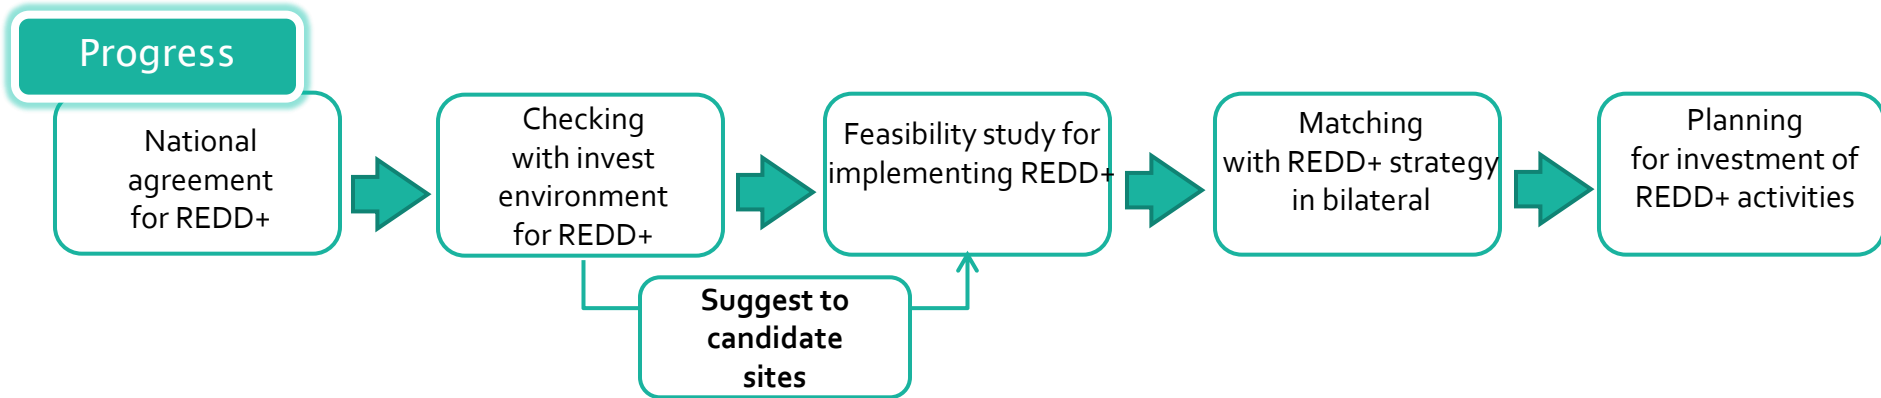 Progress
National
agreement
for REDD+
Checking
with invest
environment
for REDD+
Feasibility study for
implementing REDD+
Matching
with REDD+ strategy
in bilateral
Planning
for investment of
REDD+ activities
Suggest to
candidate
sites